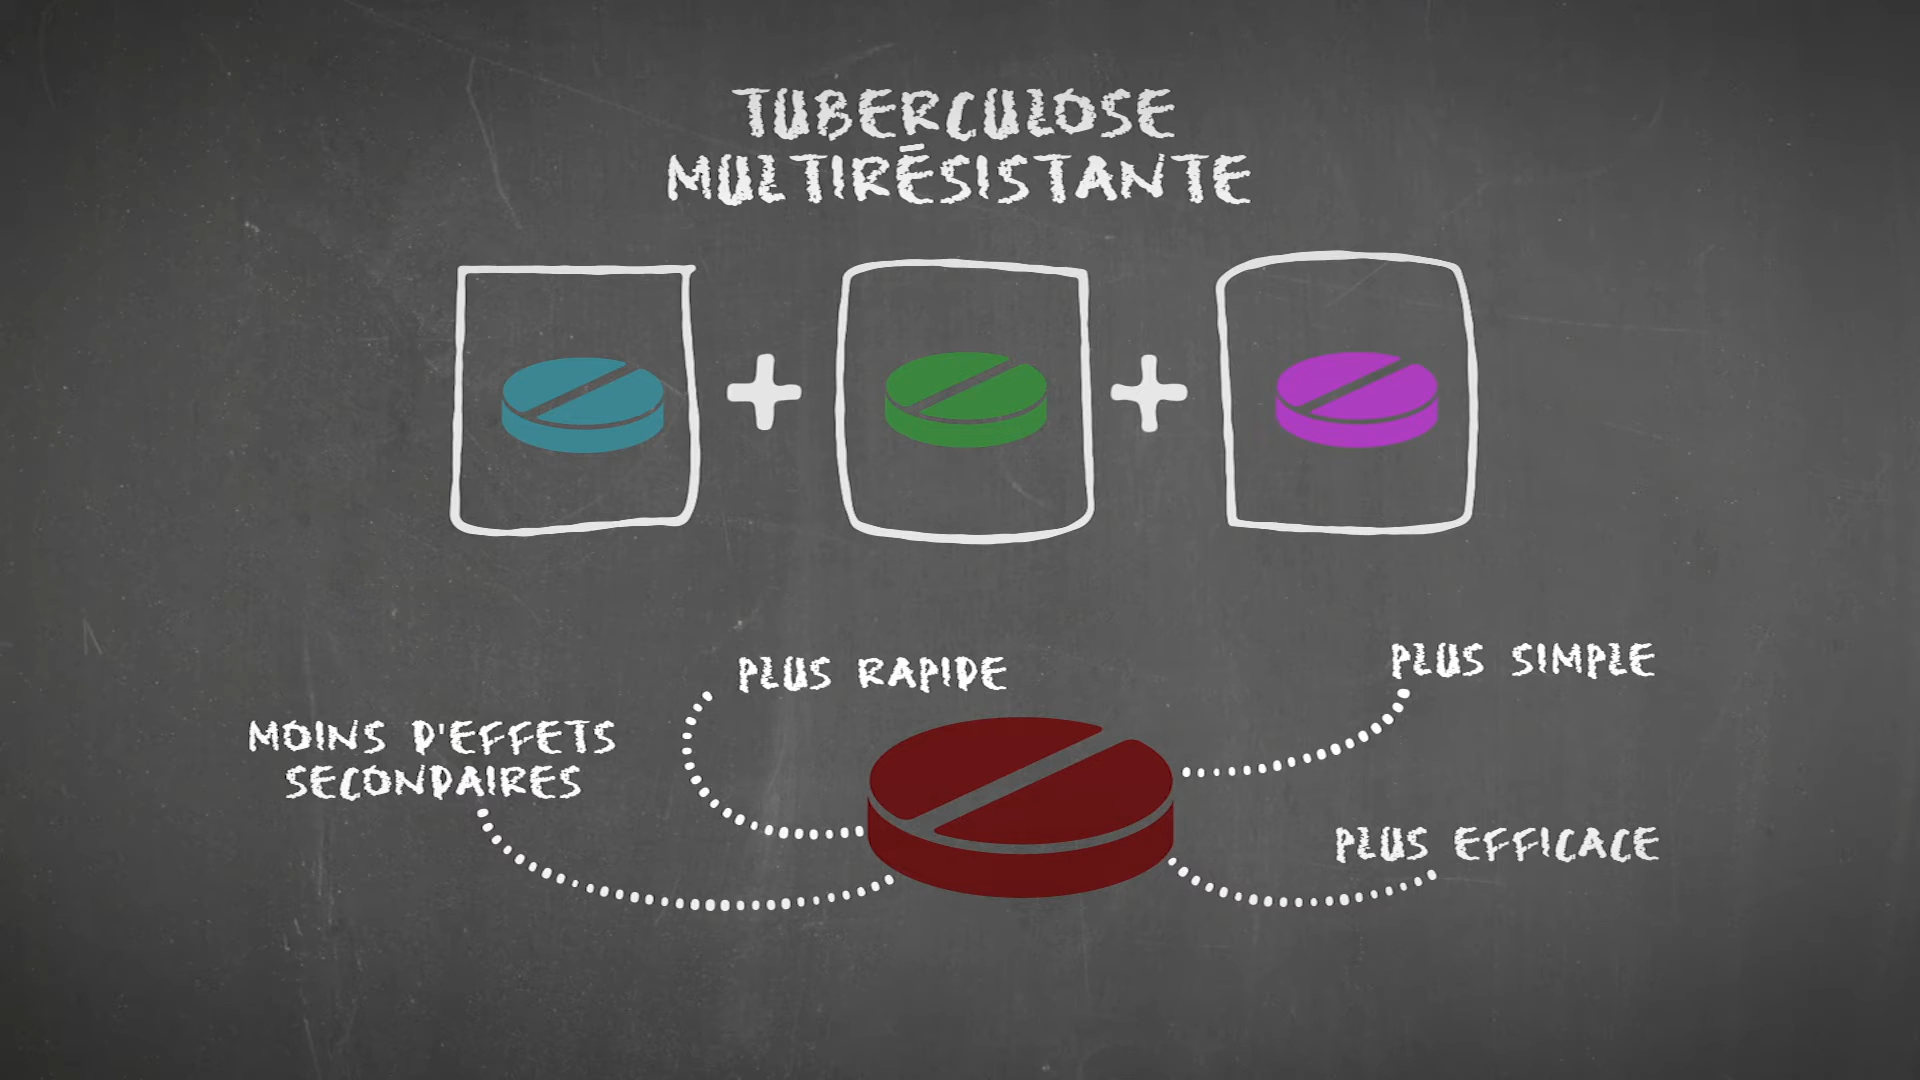 TUBERCULOSE
MULTIRÉSISTANTE
+ +
PLUS RAPIDE
PLUS SIMPLE
MOINS D'EFFETS
SECONDAIRES
PLUS EFFICACE